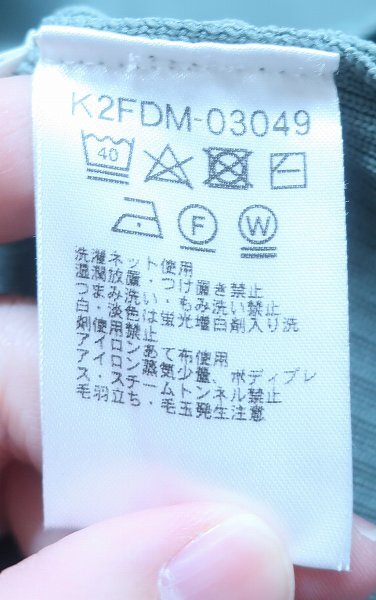 K2FDM-03049
40
F W
洗濯ネット使用
湿潤放置・つけ置き禁止
つまみ洗い・もみ洗い禁止
白・淡色は蛍光増白剤入り洗
剤使用禁止
アイロンあて布使用
アイロン蒸気少量、ボディプレ
ス・スチームトンネル禁止
毛羽立ち・毛玉発生注意